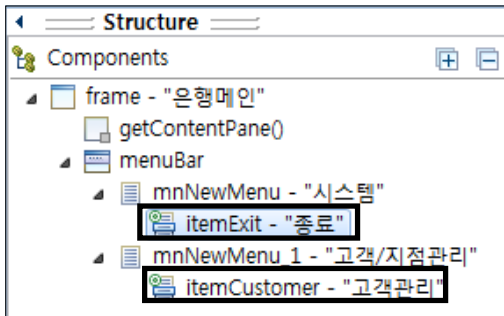 Structure
Components
frame - "은행메인"
getContentPane()
menuBar
mnNewMenu - "시스템"
itemExit - "종료"
mnNewMenu_1 - "고객/지점관리"
itemCustomer - "고객관리"